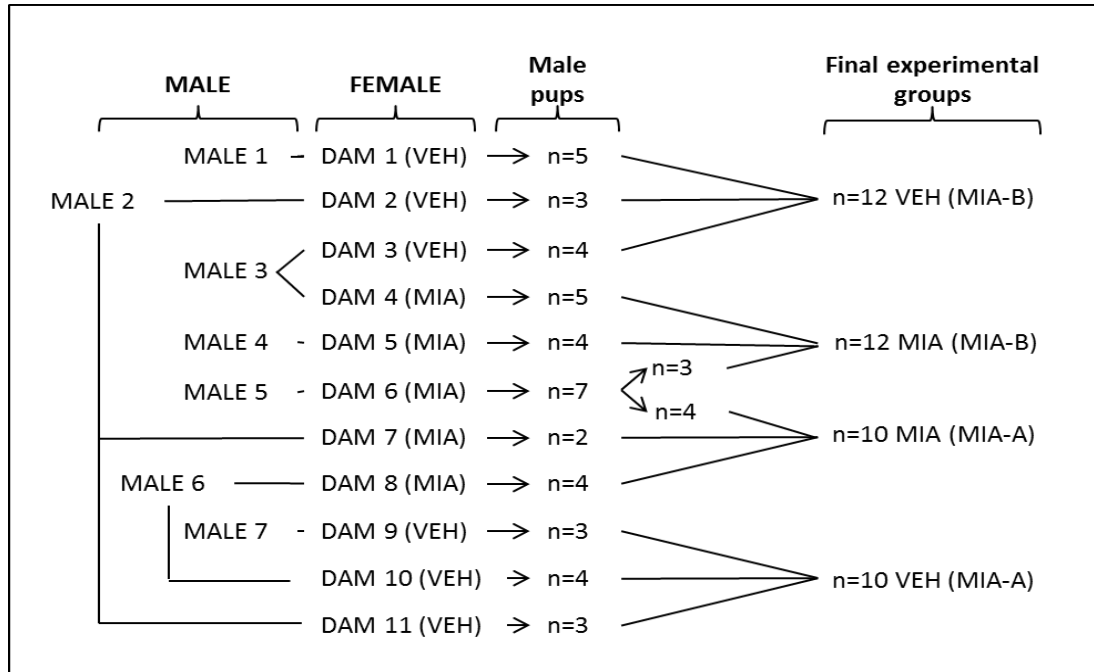 MALE
FEMALE
Male
pups
Final experimental
groups
MALE 1
DAM 1 (VEH)
n=5
MALE 2
DAM 2 (VEH)
n=3
n=12 VEH (MIA-B)
MALE 3
DAM 3 (VEH)
n=4
DAM 4 (MIA)
n=5
MALE 4
DAM 5 (MIA)
n=4
n=12 MIA (MIA-B)
MALE 5
DAM 6 (MIA)
n=7
n=3
n=4
DAM 7 (MIA)
n=2
n=10 MIA (MIA-A)
MALE 6
DAM 8 (MIA)
n=4
MALE 7
DAM 9 (VEH)
n=3
DAM 10 (VEH)
n=4
n=10 VEH (MIA-A)
DAM 11 (VEH)
n=3